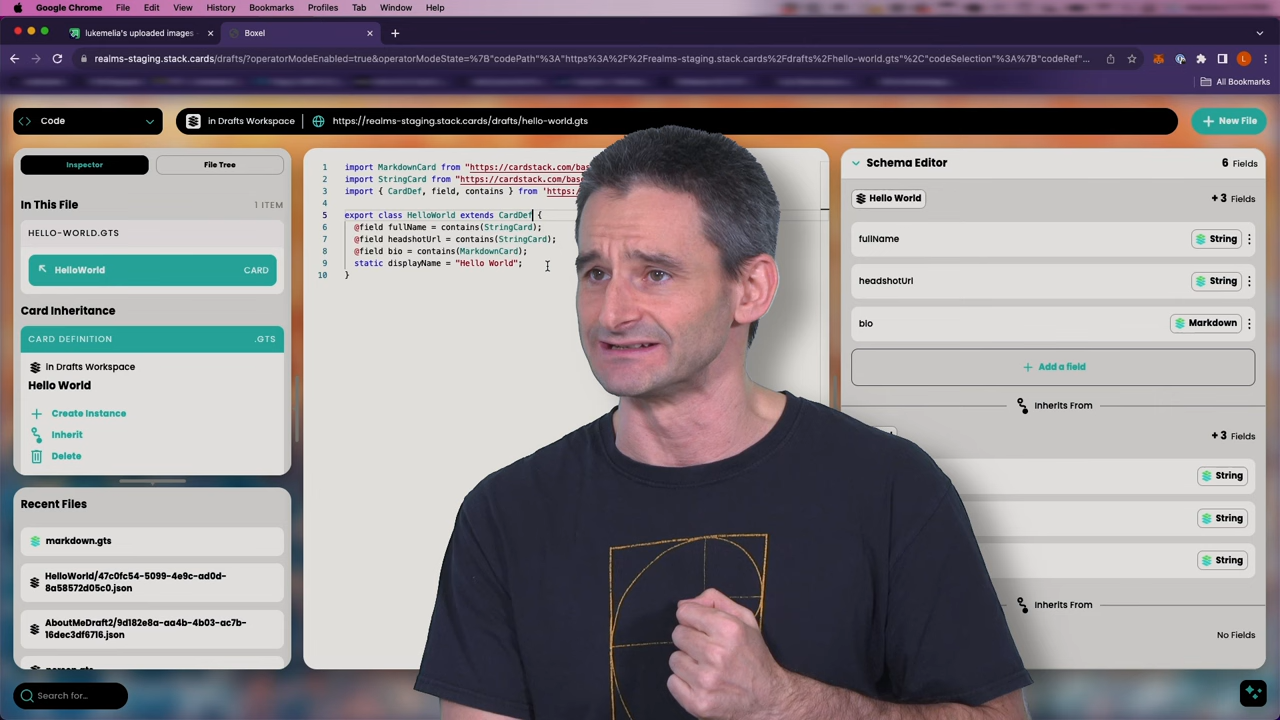 Google Chrome File Edit View History Bookmarks Profiles Tab Window Help
lukemelia's uploaded images
Boxel
realms-staging.stack.cards/drafts/?operatorModeEnabled=true&operatorModeState=%7B"codePath"%3A"https%3A%2F%2Frealms-staging.stack.cards%2Fdrafts%2Fhello-world.gts"%2C"codeSelection"%3A%7B"codeRef"...
All Bookmarks
Code
in Drafts Workspace
https://realms-staging.stack.cards/drafts/hello-world.gts
New File
Inspector
File Tree
In This File
1 ITEM
HELLO-WORLD.GTS
HelloWorld
CARD
Card Inheritance
CARD DEFINITION
.GTS
in Drafts Workspace
Hello World
Create Instance
Inherit
Delete
Recent Files
markdown.gts
HelloWorld/47c0fc54-5099-4e9c-ad0d-
8a58572d05c0.json
AboutMeDraft2/9d182e8a-aa4b-4b03-ac7b-
16dec3df6716.json
Search for...
1 import MarkdownCard from "https://cardstack.com/bas
2 import StringCard from "https://cardstack.com/bas
3 import { CardDef, field, contains } from 'https:
4
5 export class HelloWorld extends CardDef {
6 @field fullName = contains(StringCard);
7 @field headshotUrl = contains(StringCard);
8 @field bio = contains(MarkdownCard);
9 static displayName = "Hello World";
10 }
Schema Editor
6 Fields
Hello World
+ 3 Fields
fullName
String
headshotUrl
String
bio
Markdown
+ Add a field
Inherits From
+ 3 Fields
String
String
String
Inherits From
No Fields